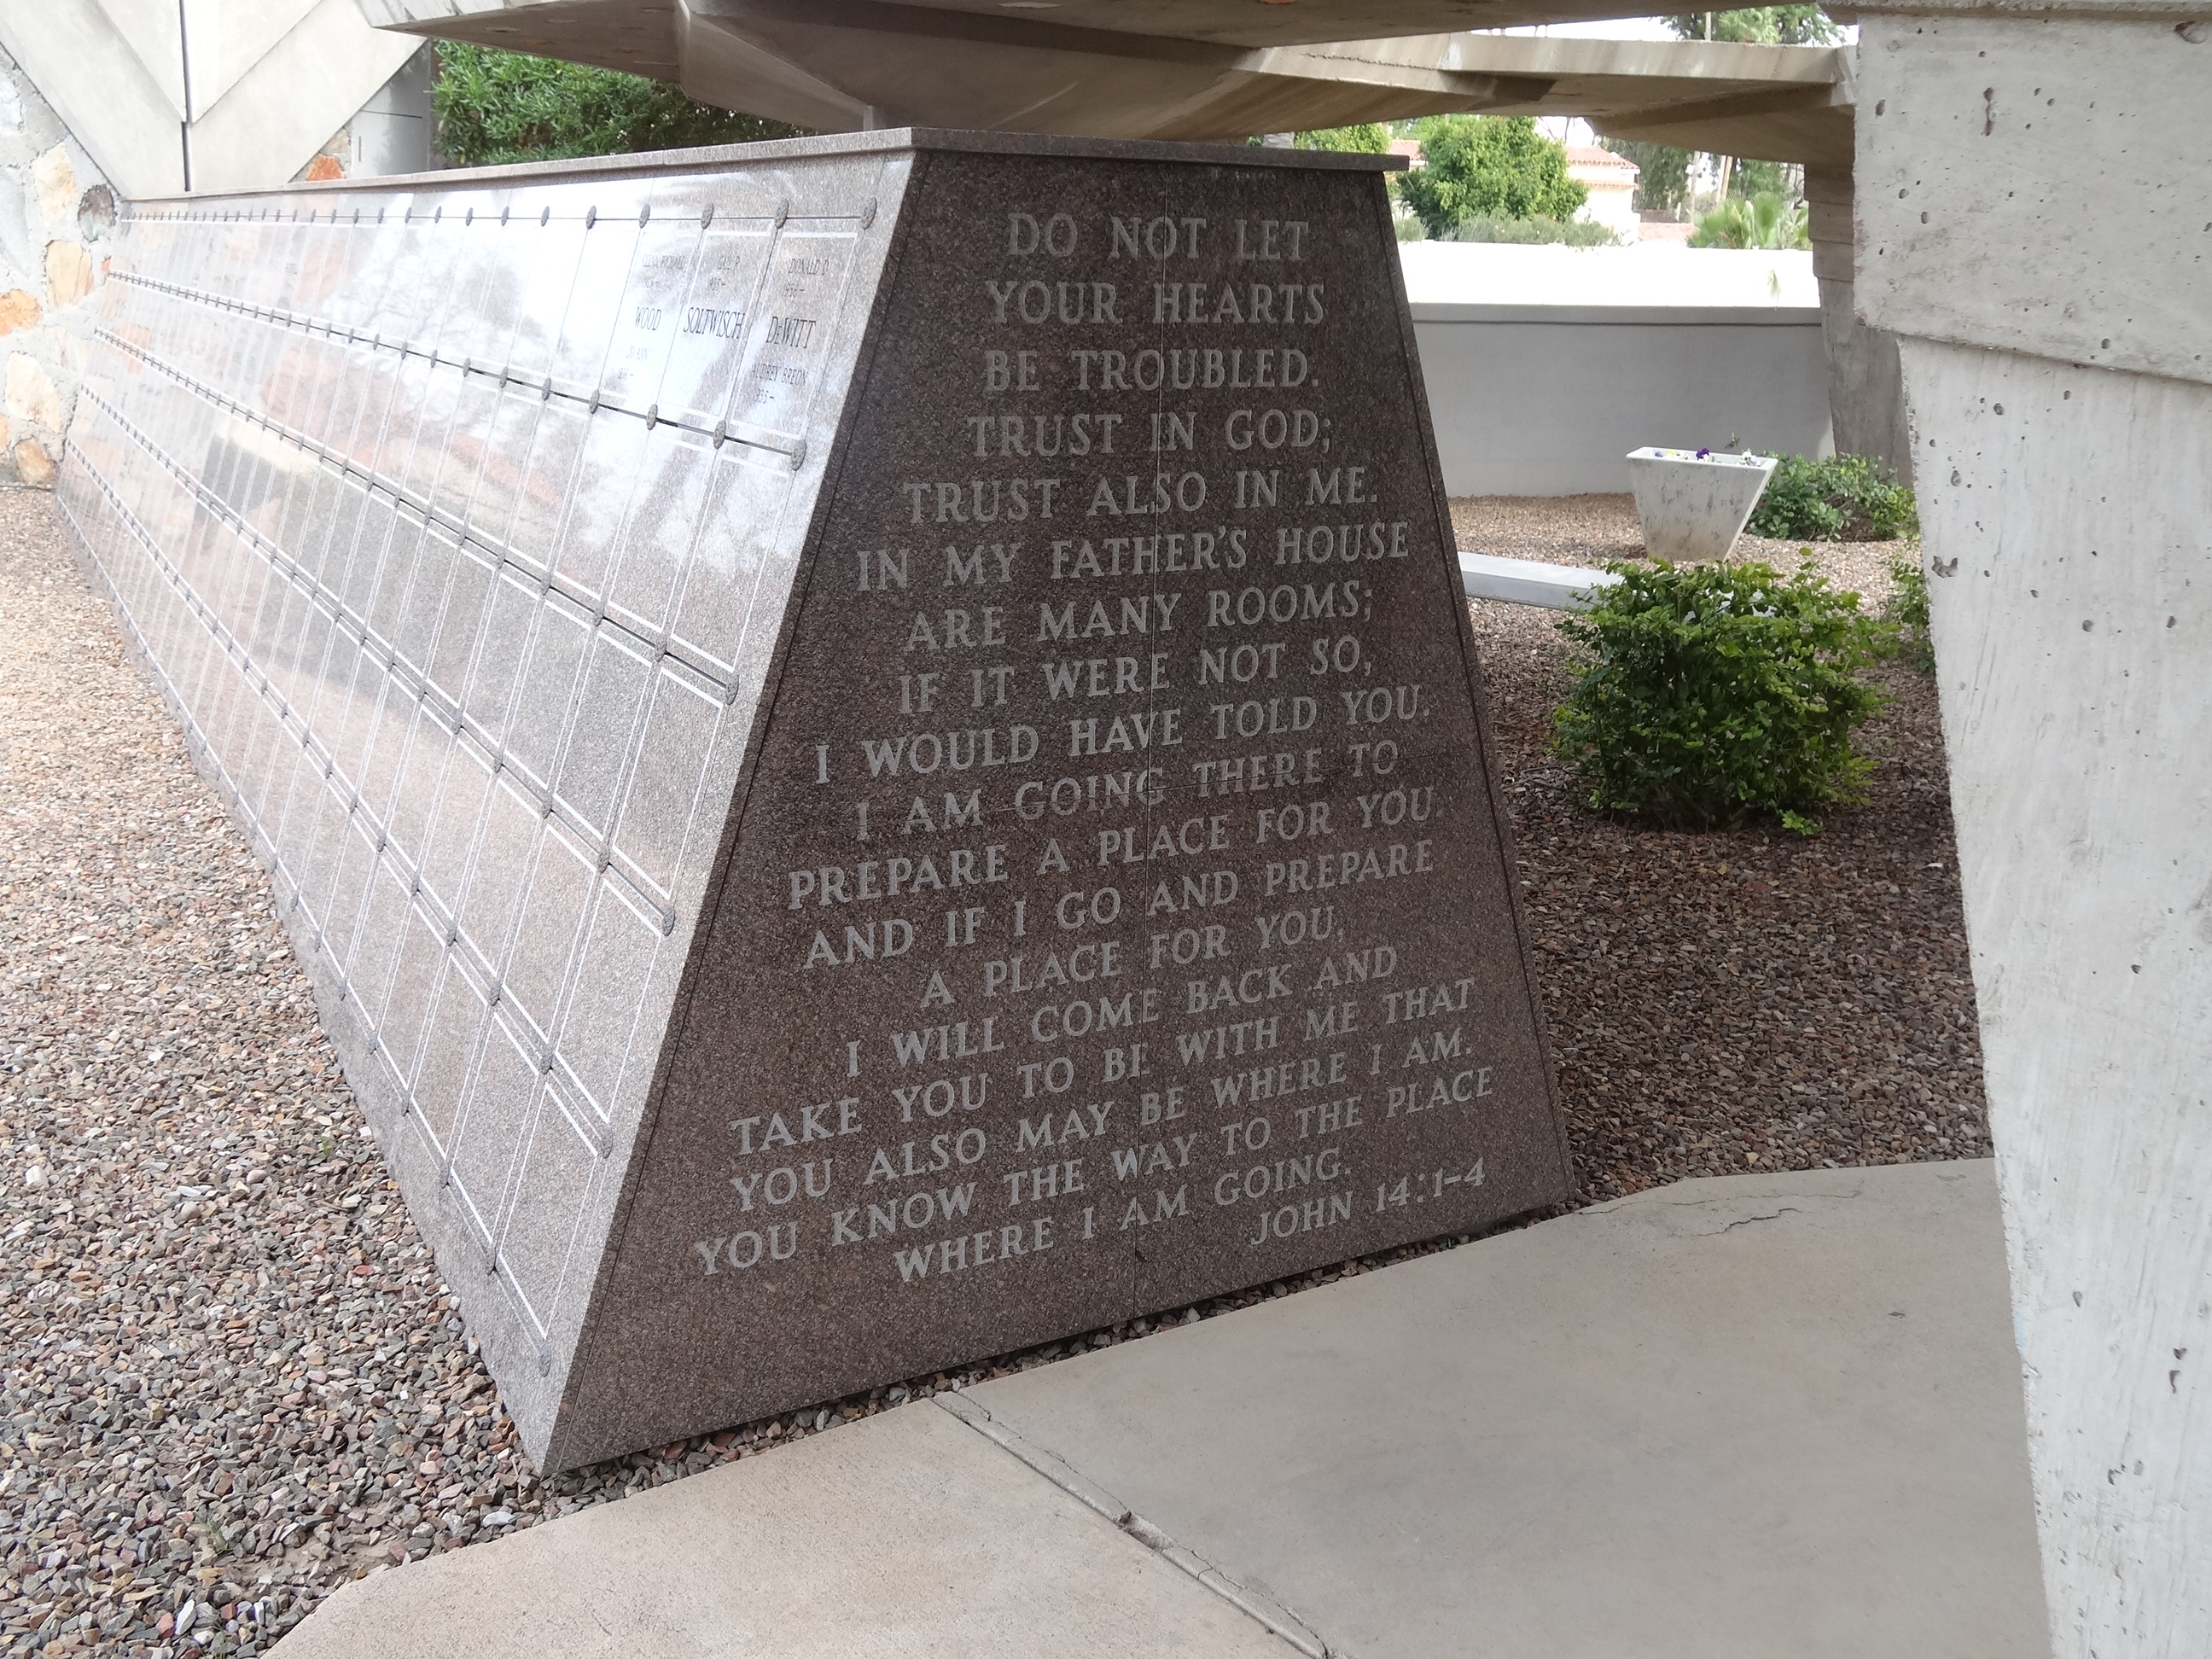 DO NOT LET
YOUR HEARTS
BE TROUBLED.
TRUST IN GOD;
TRUST ALSO IN ME.
IN MY FATHER'S HOUSE
ARE MANY ROOMS;
IF IT WERE NOT SO,
I WOULD HAVE TOLD YOU.
I AM GOING THERE TO
PREPARE A PLACE FOR YOU.
AND IF I GO AND PREPARE
A PLACE FOR YOU,
I WILL COME BACK AND
TAKE YOU TO BE WITH ME THAT
YOU ALSO MAY BE WHERE I AM.
YOU KNOW THE WAY TO THE PLACE
WHERE I AM GOING.
JOHN 14:1-4
WOOD
SOLTWISCH
DONALD D.
DEWITT
AUDREY BREON